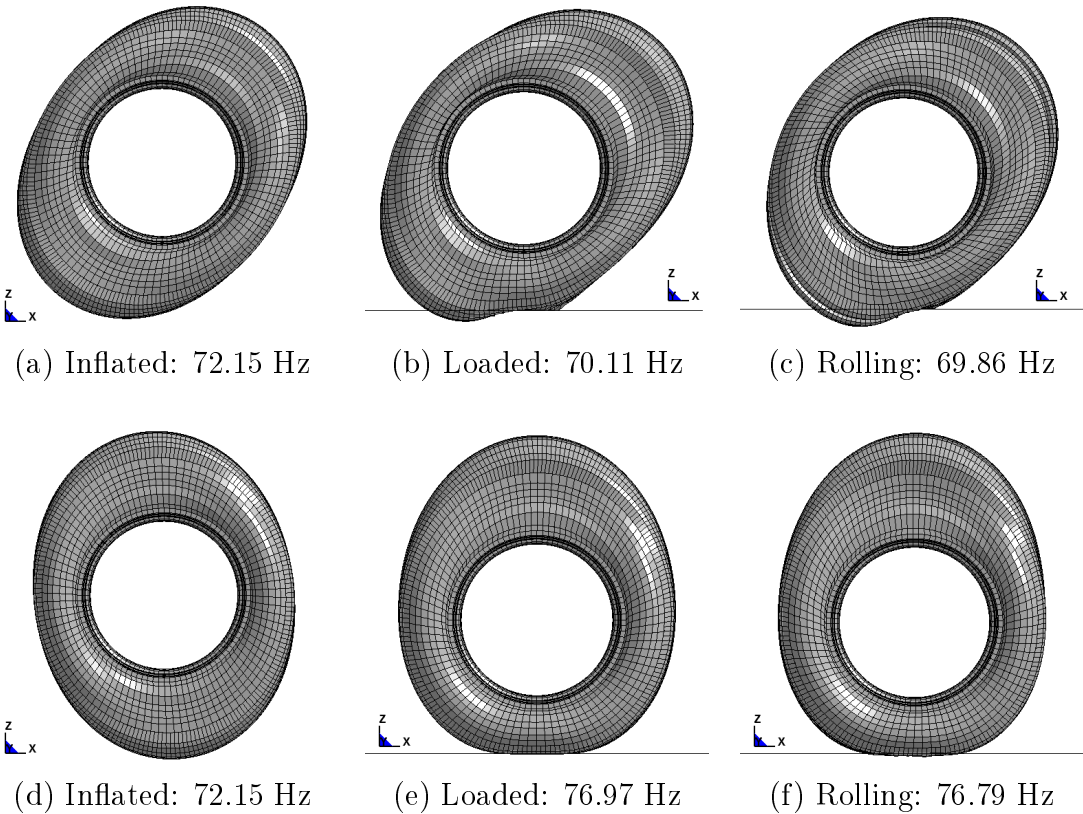 Z
X
Z
X
Z
X
(a) Inflated: 72.15 Hz
(b) Loaded: 70.11 Hz
(c) Rolling: 69.86 Hz
Z
X
Z
X
Z
X
(d) Inflated: 72.15 Hz
(e) Loaded: 76.97 Hz
(f) Rolling: 76.79 Hz